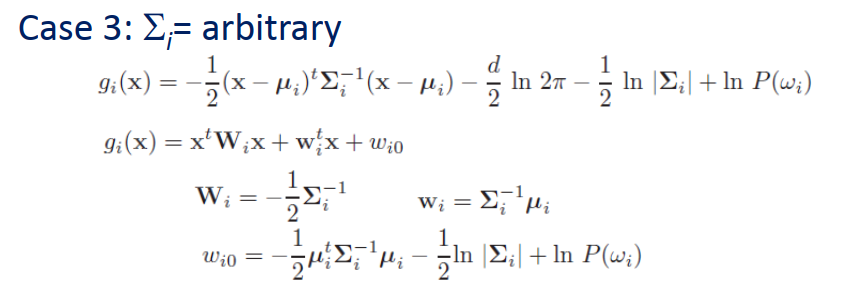 Case 3: Σᵢ= arbitrary
gᵢ(x) = −½(x − μᵢ)ᵗΣᵢ⁻¹(x − μᵢ) − d/2 ln 2π − ½ ln |Σᵢ| + ln P(ωᵢ)
gᵢ(x) = xᵗWᵢx + wᵢᵗx + wᵢ₀
Wᵢ = −½Σᵢ⁻¹ wᵢ = Σᵢ⁻¹μᵢ
wᵢ₀ = −½μᵢᵗΣᵢ⁻¹μᵢ − ½ln |Σᵢ| + ln P(ωᵢ)